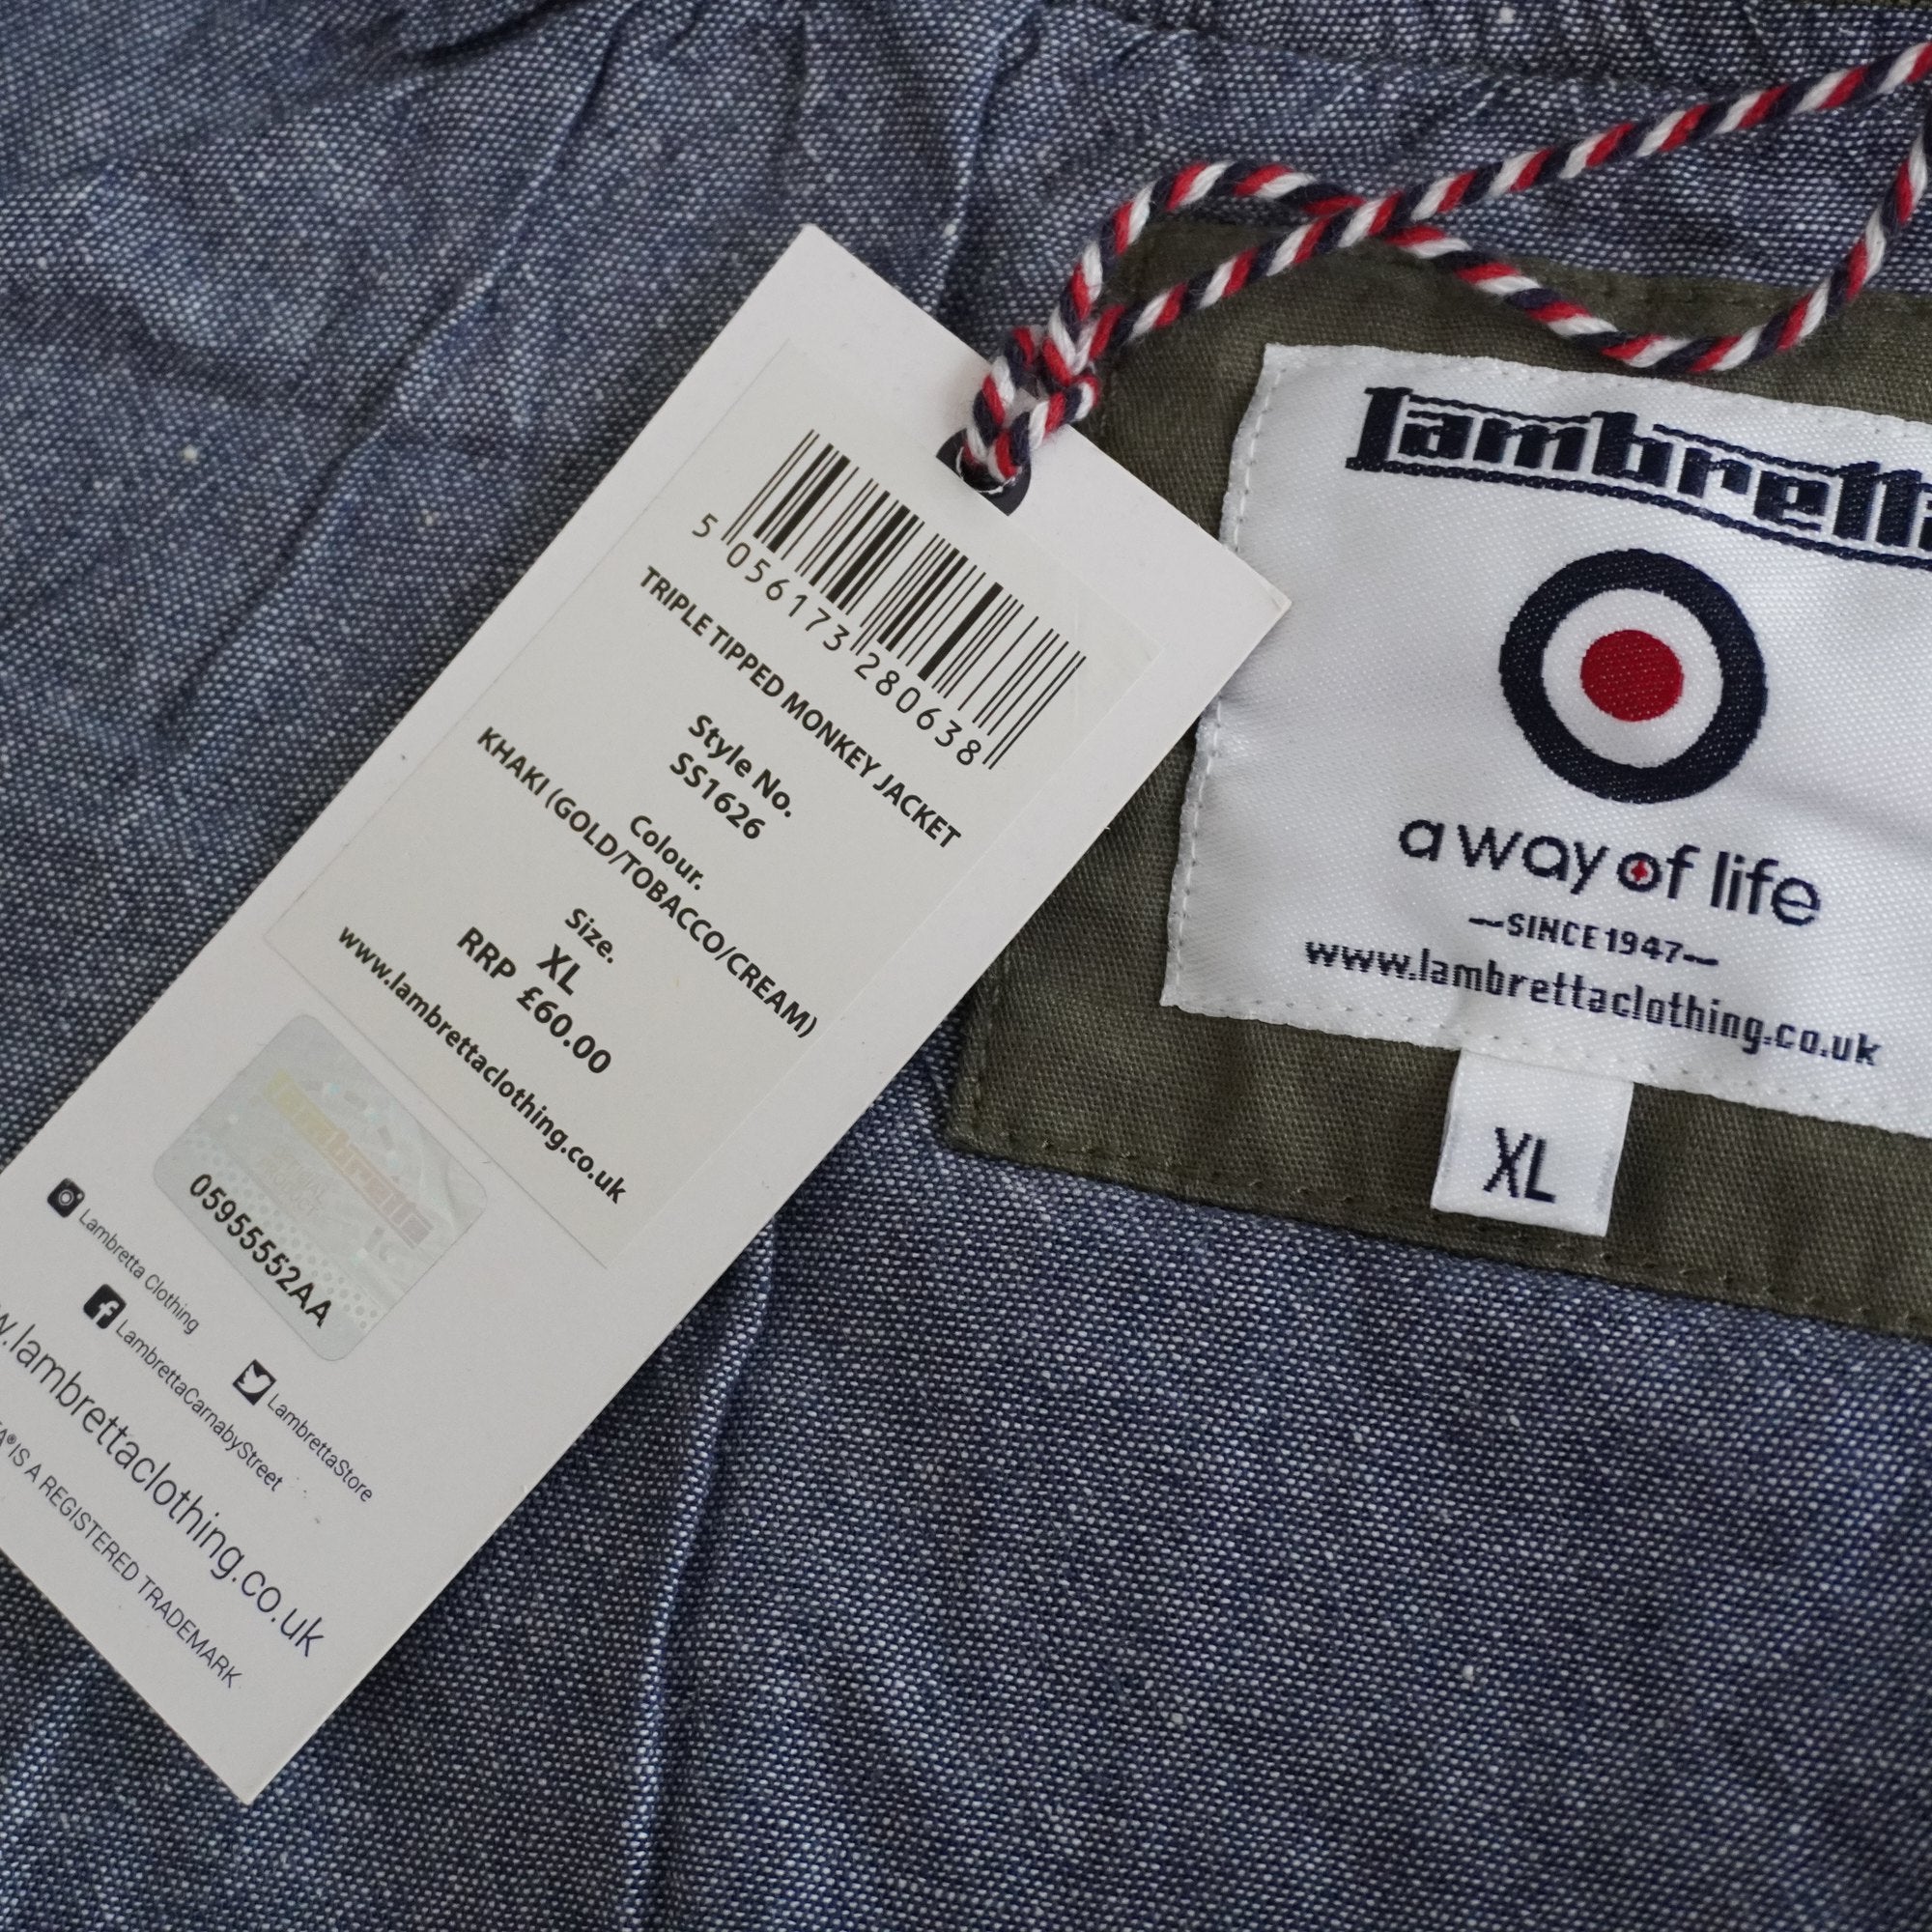 5 056173 280638
TRIPLE TIPPED MONKEY JACKET
Style No.
SS1626
Colour.
KHAKI (GOLD/TOBACCO/CREAM)
Size.
XL
RRP £60.00
www.lambrettaclothing.co.uk
Lambretta
0595552AA
Lambretta Clothing
LambrettaCarnabyStreet
LambrettaStore
w.lambrettaclothing.co.uk
A® IS A REGISTERED TRADEMARK
Lambretta
a way of life
SINCE 1947
www.lambrettaclothing.co.uk
XL